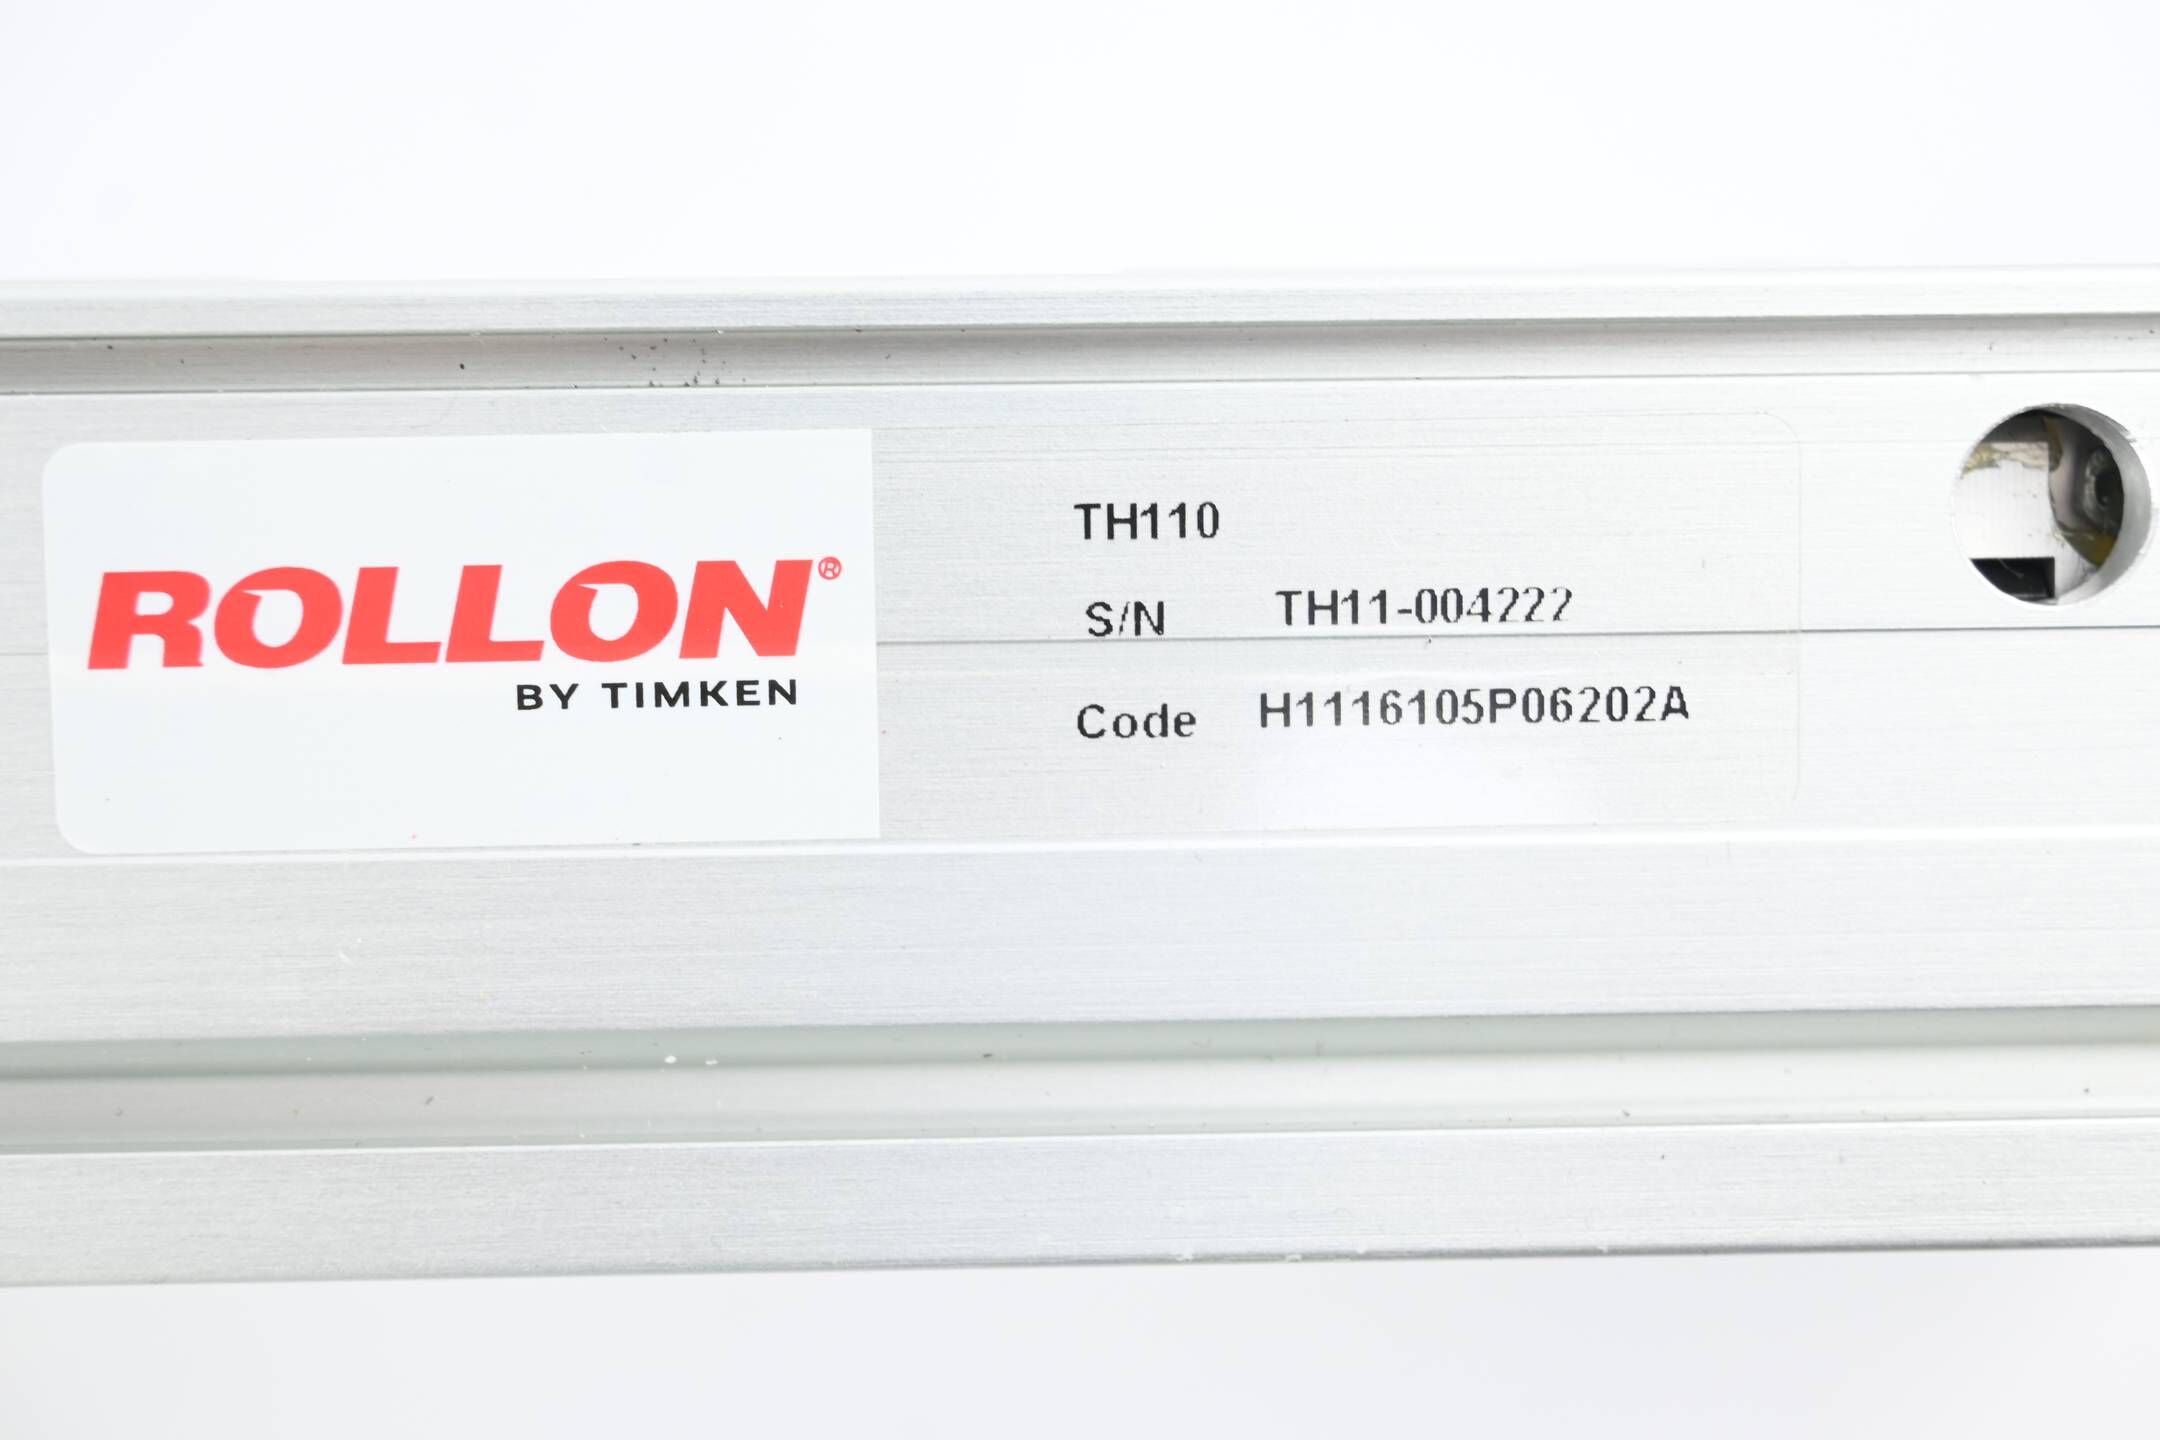 ROLLON®
BY TIMKEN
TH110
S/N TH11-004222
Code H1116105P06202A